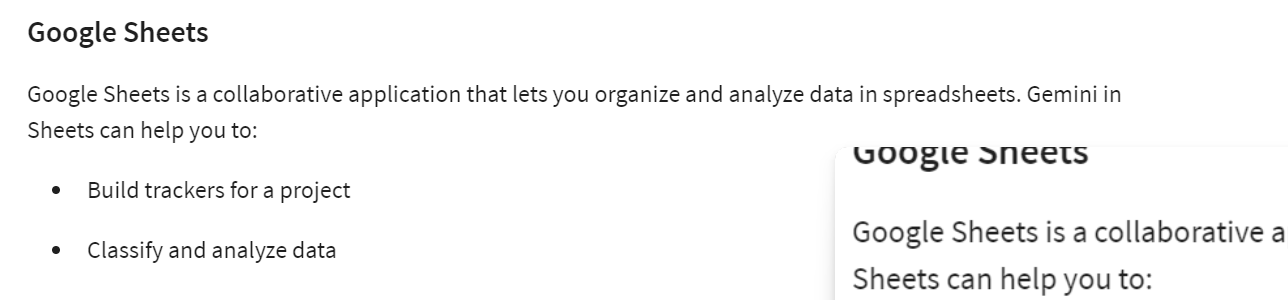 Google Sheets
Google Sheets is a collaborative application that lets you organize and analyze data in spreadsheets. Gemini in
Sheets can help you to:
• Build trackers for a project
• Classify and analyze data
Google Sheets
Google Sheets is a collaborative a
Sheets can help you to: